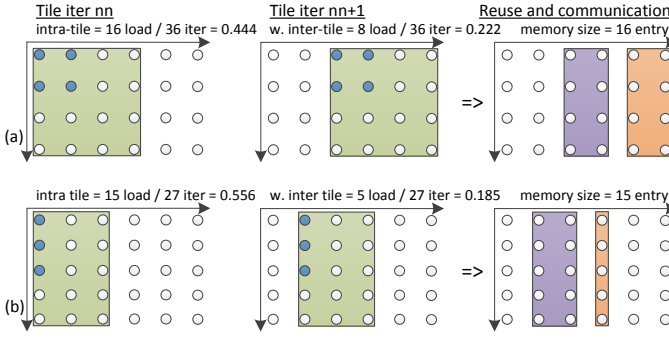 Tile iter nn
Tile iter nn+1
Reuse and communication
intra-tile = 16 load / 36 iter = 0.444
w. inter-tile = 8 load / 36 iter = 0.222
memory size = 16 entry
=>
(a)
intra tile = 15 load / 27 iter = 0.556
w. inter tile = 5 load / 27 iter = 0.185
memory size = 15 entry
=>
(b)